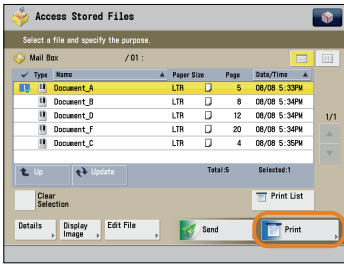 Access Stored Files
Select a file and specify the purpose.
Mail Box /01 :
✓ Type Name ▲ Paper Size Page Date/Time ▲
1 Document_A LTR 5 08/08 5:33PM
Document_B LTR 8 08/08 5:34PM
Document_D LTR 12 08/08 5:34PM
Document_F LTR 20 08/08 5:34PM
Document_C LTR 4 08/08 5:35PM
1/1
Up Update Total:5 Selected:1
Clear Selection Print List
Details Display Image Edit File Send Print